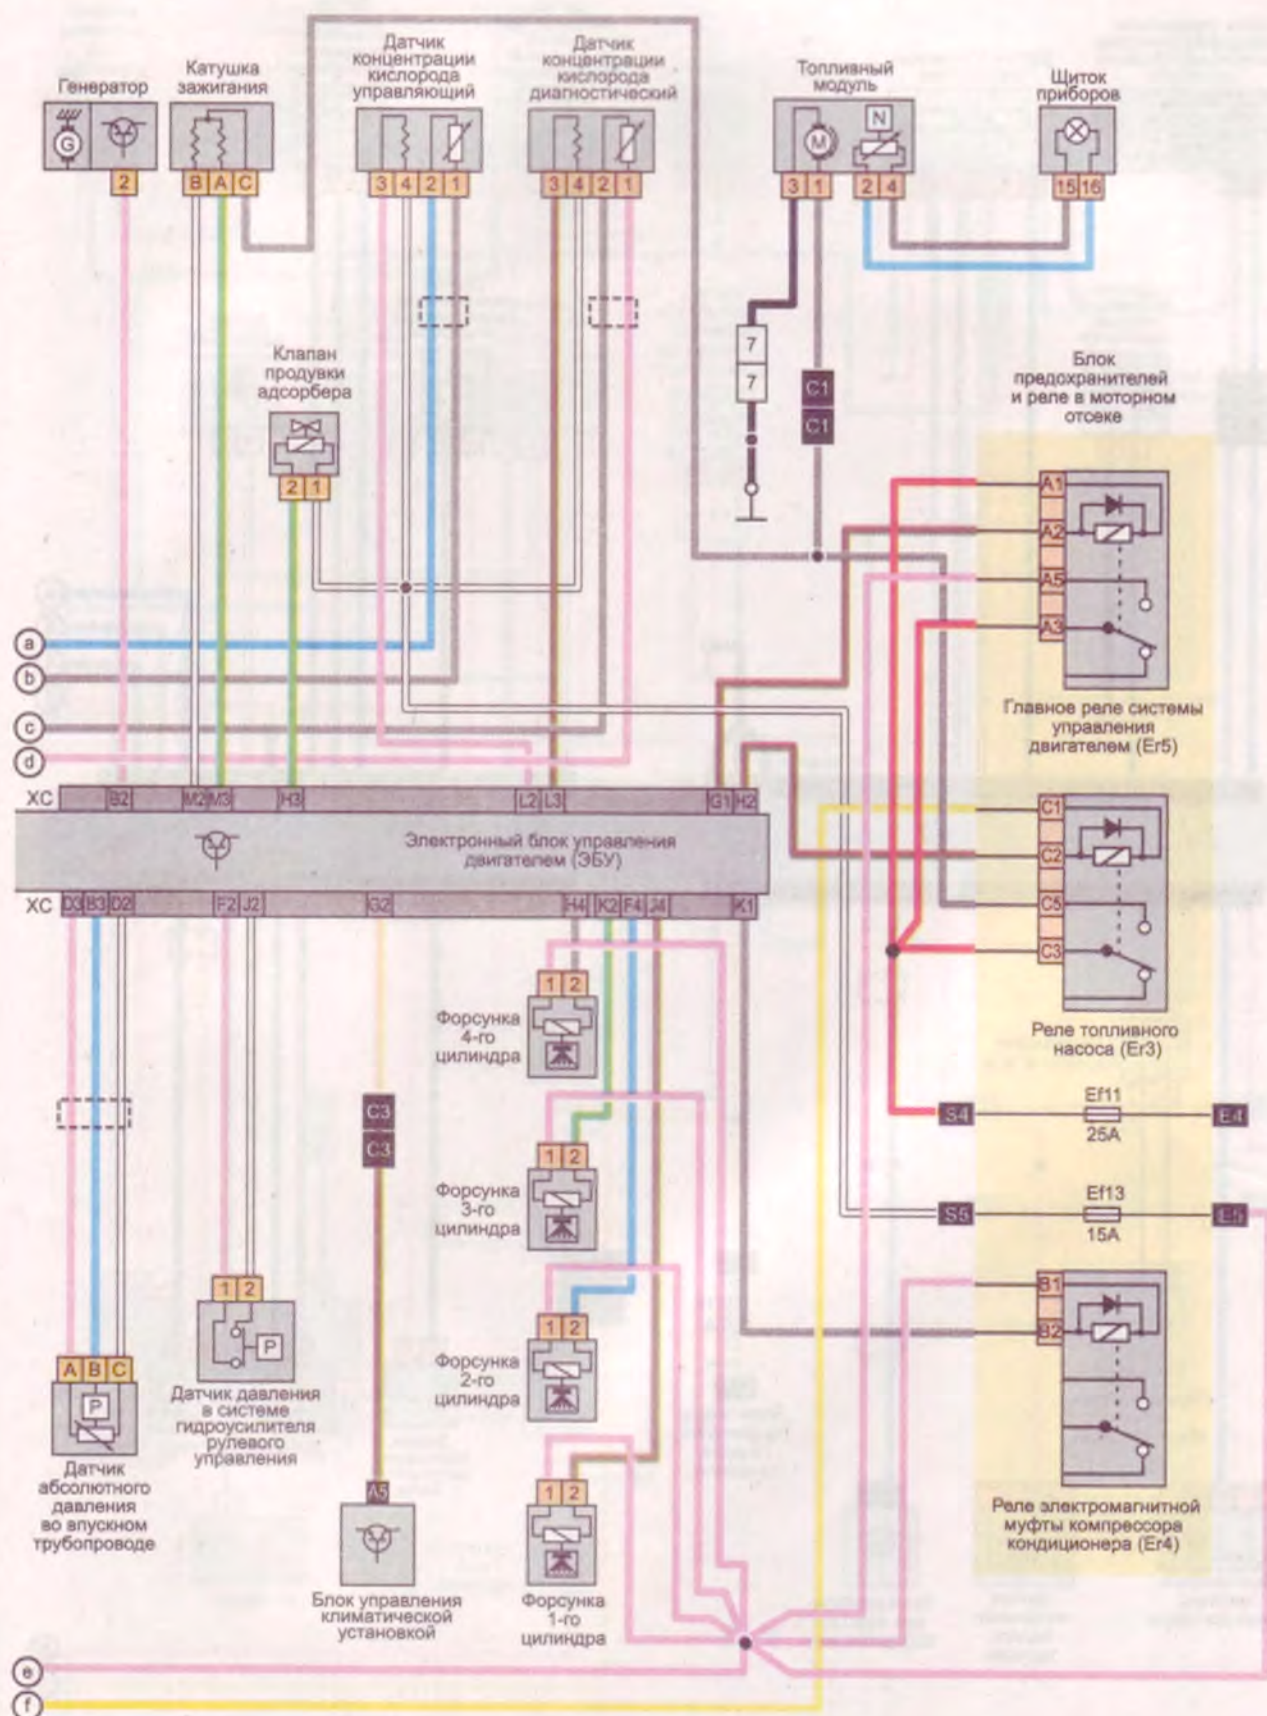 Генератор
Катушка
зажигания
Датчик
концентрации
кислорода
управляющий
Датчик
концентрации
кислорода
диагностический
Топливный
модуль
Щиток
приборов
G
M
N
2
B A C
3 4 2 1
3 4 2 1
3 1 2 4
15 16
Клапан
продувки
адсорбера
2 1
7
7
C1
C1
Блок
предохранителей
и реле в моторном
отсеке
A1
A2
A5
A3
Главное реле системы
управления
двигателем (Er5)
a
b
c
d
XC B2 M2 M3 H3 L2 L3 G1 H2
Электронный блок управления
двигателем (ЭБУ)
XC D3 B3 D2 F2 J2 G2 H4 K2 F4 J4 K1
C1
C2
C5
C3
Реле топливного
насоса (Er3)
1 2
Форсунка
4-го
цилиндра
C3
C3
1 2
Форсунка
3-го
цилиндра
S4 Ef11 E4
25A
S5 Ef13 E5
15A
1 2
P
Датчик давления
в системе
гидроусилителя
рулевого
управления
A B C
P
Датчик
абсолютного
давления
во впускном
трубопроводе
1 2
Форсунка
2-го
цилиндра
B1
B2
Реле электромагнитной
муфты компрессора
кондиционера (Er4)
A5
Блок управления
климатической
установкой
1 2
Форсунка
1-го
цилиндра
e
f